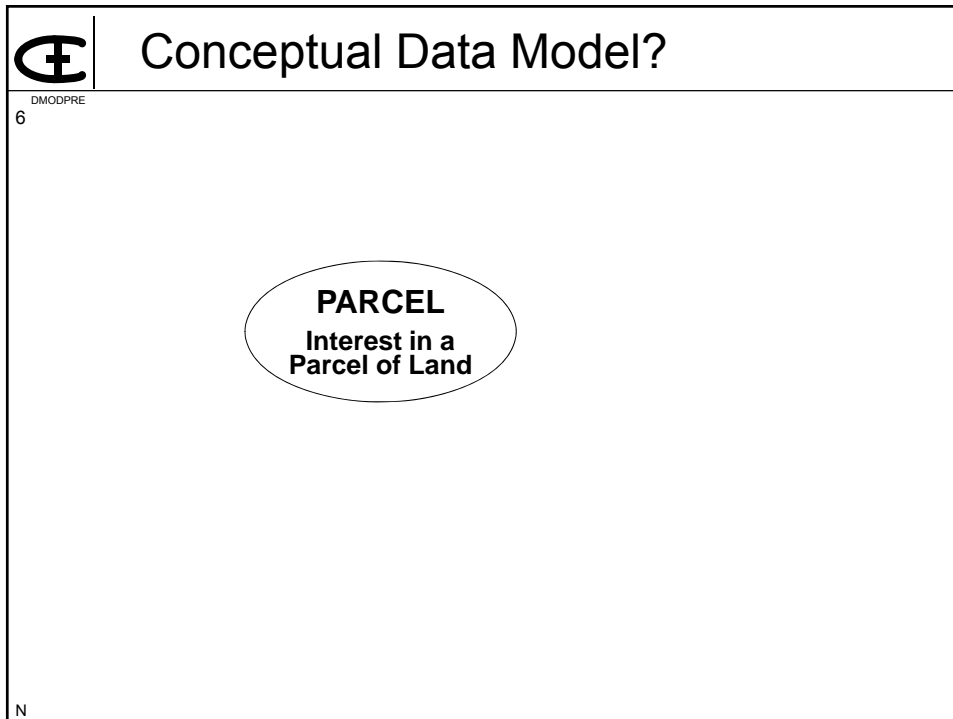 Conceptual Data Model?
DMODPRE
6
PARCEL
Interest in a
Parcel of Land
N